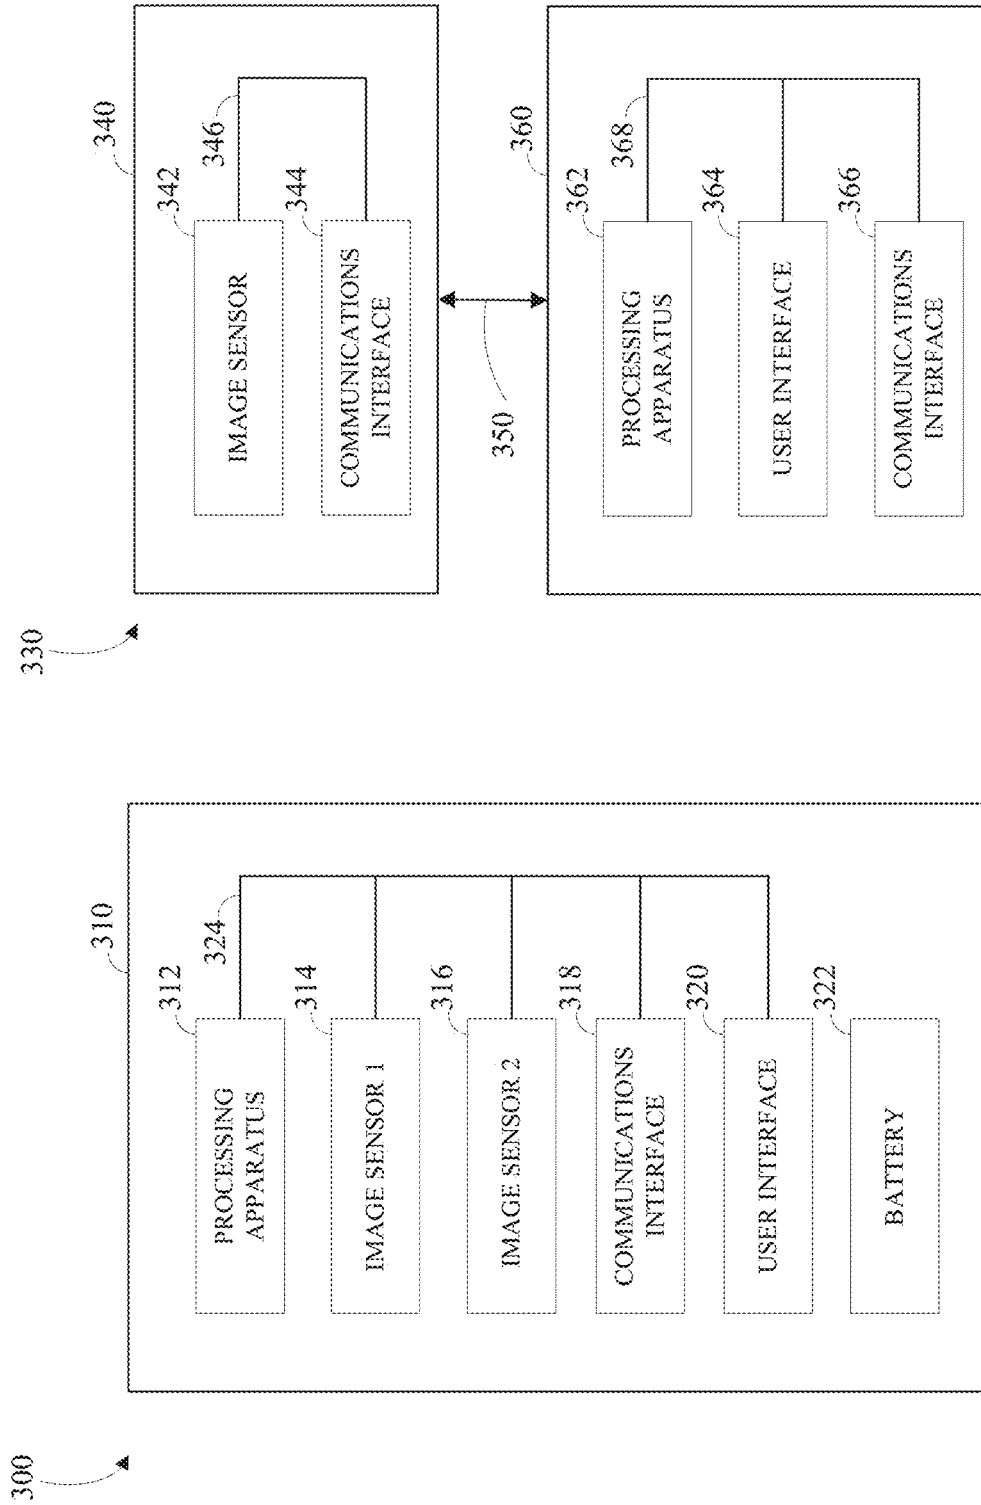 300
310
312
PROCESSING
APPARATUS
324
314
IMAGE SENSOR 1
316
IMAGE SENSOR 2
318
COMMUNICATIONS
INTERFACE
320
USER INTERFACE
322
BATTERY
330
340
342
IMAGE SENSOR
346
344
COMMUNICATIONS
INTERFACE
350
360
362
PROCESSING
APPARATUS
368
364
USER INTERFACE
366
COMMUNICATIONS
INTERFACE